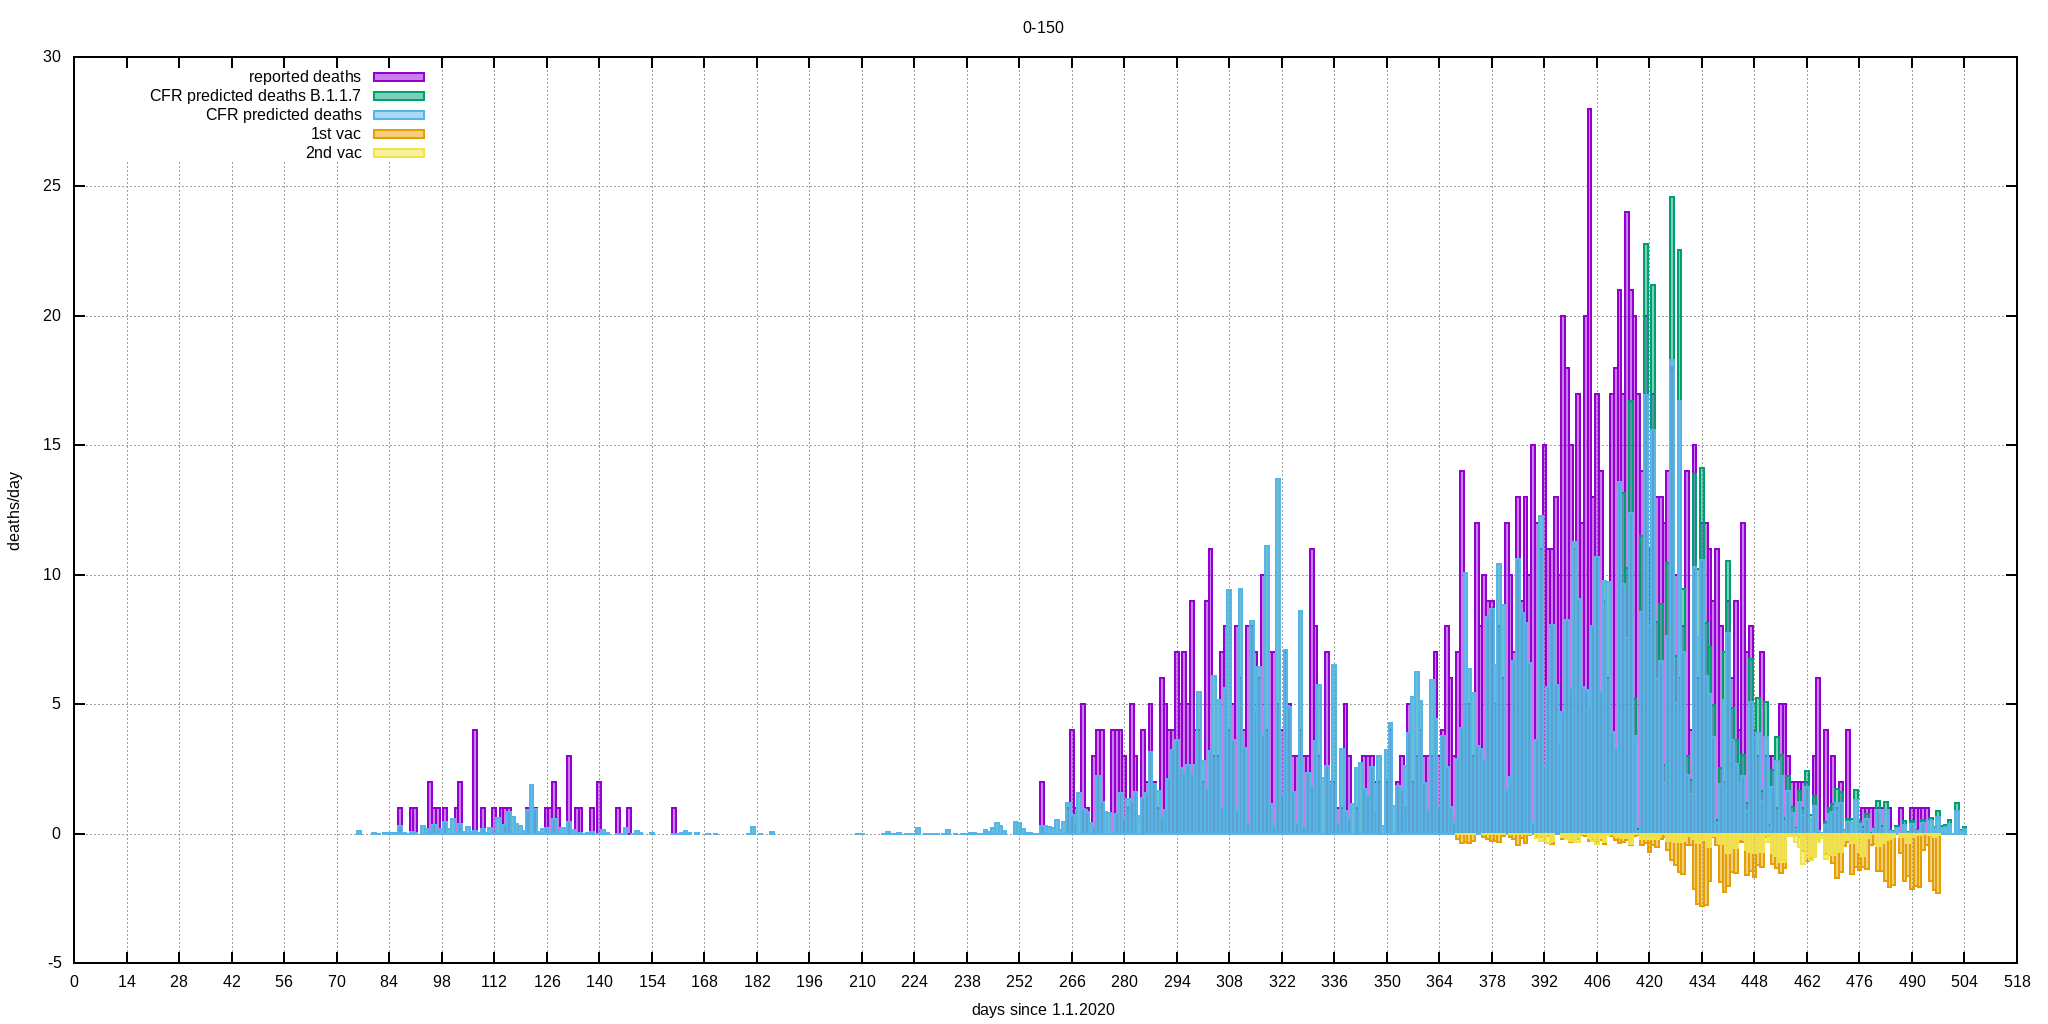 0-150
30
25
20
15
10
5
0
-5
deaths/day
reported deaths
CFR predicted deaths B.1.1.7
CFR predicted deaths
1st vac
2nd vac
0 14 28 42 56 70 84 98 112 126 140 154 168 182 196 210 224 238 252 266 280 294 308 322 336 350 364 378 392 406 420 434 448 462 476 490 504 518
days since 1.1.2020